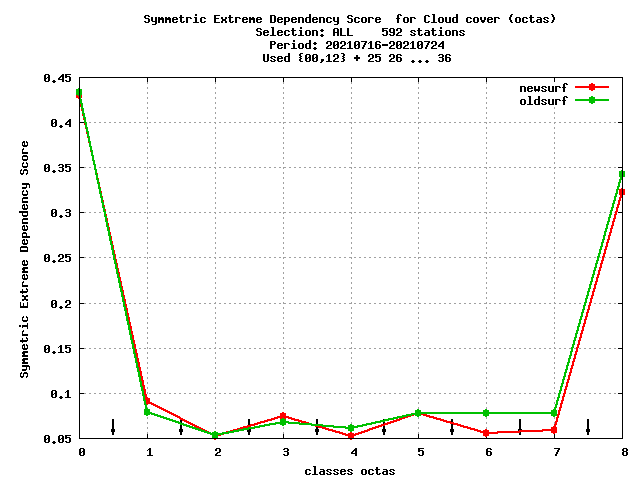 Symmetric Extreme Dependency Score  for Cloud cover (octas)
Selection: ALL    592 stations
Period: 20210716-20210724
Used {00,12} + 25 26 ... 36
newsurf
oldsurf
0.45
0.4
0.35
0.3
0.25
0.2
0.15
0.1
0.05
Symmetric Extreme Dependency Score
0 1 2 3 4 5 6 7 8
classes octas